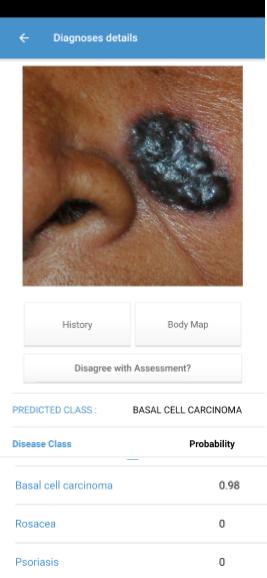 Diagnoses details
History Body Map
Disagree with Assessment?
PREDICTED CLASS : BASAL CELL CARCINOMA
Disease Class Probability
Basal cell carcinoma 0.98
Rosacea 0
Psoriasis 0